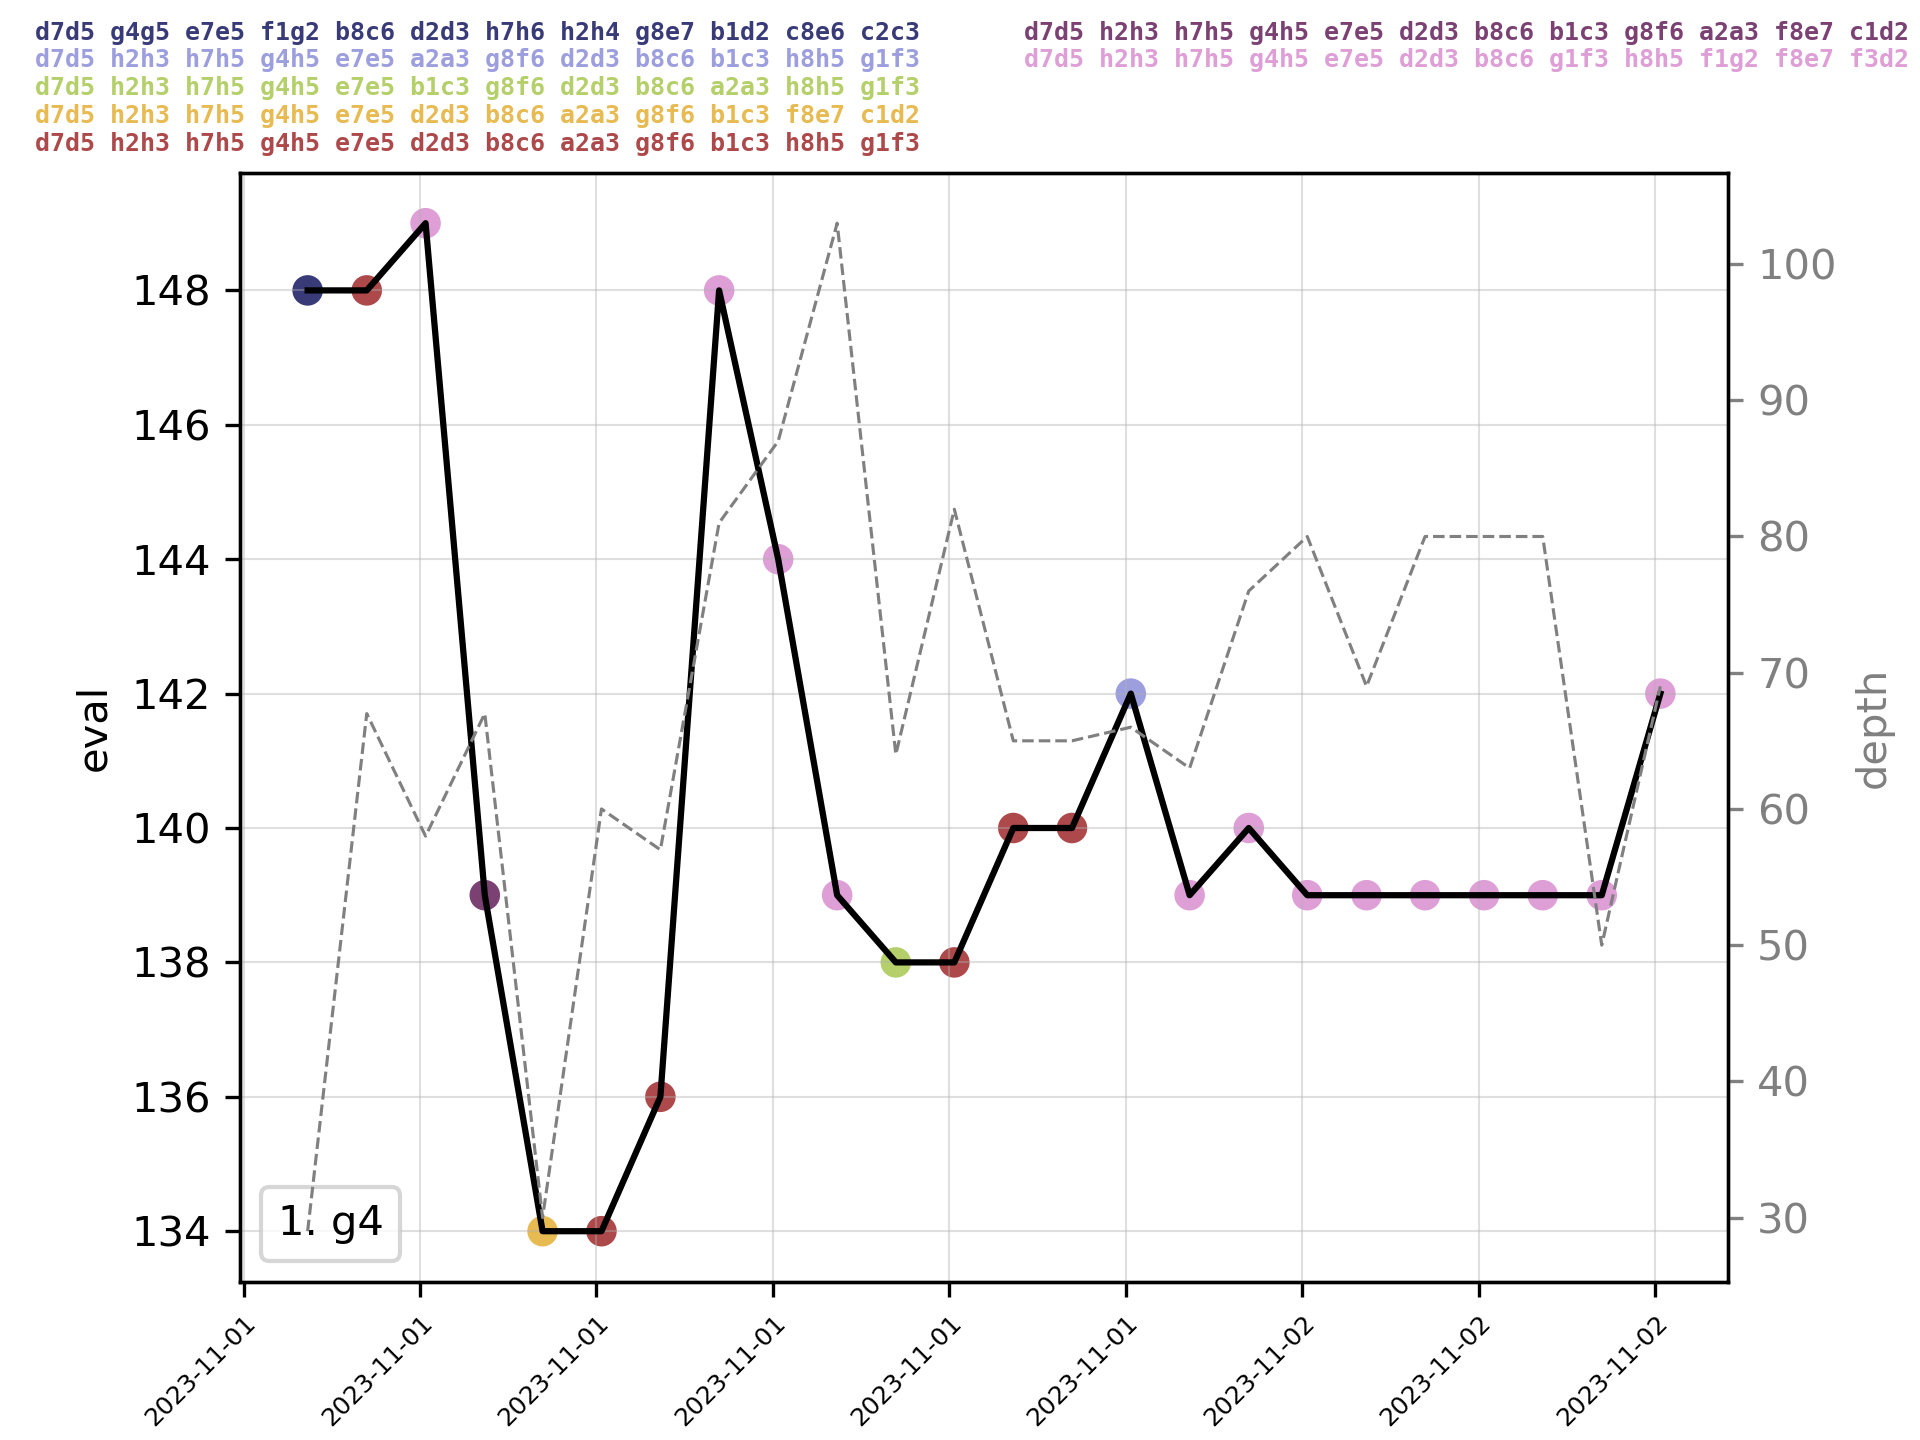 d7d5 g4g5 e7e5 f1g2 b8c6 d2d3 h7h6 h2h4 g8e7 b1d2 c8e6 c2c3
d7d5 h2h3 h7h5 g4h5 e7e5 a2a3 g8f6 d2d3 b8c6 b1c3 h8h5 g1f3
d7d5 h2h3 h7h5 g4h5 e7e5 b1c3 g8f6 d2d3 b8c6 a2a3 h8h5 g1f3
d7d5 h2h3 h7h5 g4h5 e7e5 d2d3 b8c6 a2a3 g8f6 b1c3 f8e7 c1d2
d7d5 h2h3 h7h5 g4h5 e7e5 d2d3 b8c6 a2a3 g8f6 b1c3 h8h5 g1f3
d7d5 h2h3 h7h5 g4h5 e7e5 d2d3 b8c6 b1c3 g8f6 a2a3 f8e7 c1d2
d7d5 h2h3 h7h5 g4h5 e7e5 d2d3 b8c6 g1f3 h8h5 f1g2 f8e7 f3d2
148
146
144
142
140
138
136
134
eval
100
90
80
70
60
50
40
30
depth
1. g4
2023-11-01
2023-11-01
2023-11-01
2023-11-01
2023-11-01
2023-11-01
2023-11-02
2023-11-02
2023-11-02